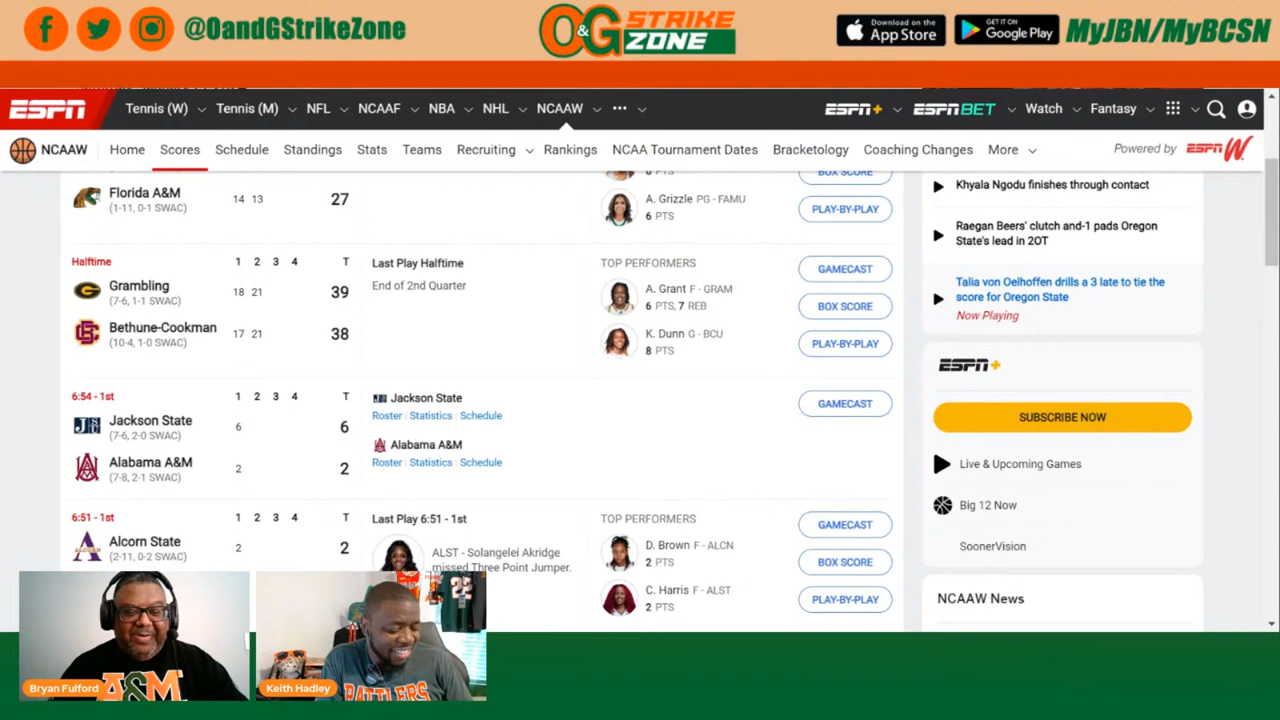 @OandGStrikeZone
O&G STRIKE ZONE
Download on the App Store
GET IT ON Google Play
MyJBN/MyBCSN
ESPN Tennis (W) Tennis (M) NFL NCAAF NBA NHL NCAAW ESPN+ ESPN BET Watch Fantasy
NCAAW Home Scores Schedule Standings Stats Teams Recruiting Rankings NCAA Tournament Dates Bracketology Coaching Changes More Powered by ESPN W
Florida A&M 14 13 27
(1-11, 0-1 SWAC)
6 PTS
A. Grizzle PG - FAMU
6 PTS
BOX SCORE
PLAY-BY-PLAY
Halftime 1 2 3 4 T
Grambling 18 21 39
(7-6, 1-1 SWAC)
Bethune-Cookman 17 21 38
(10-4, 1-0 SWAC)
Last Play Halftime
End of 2nd Quarter
TOP PERFORMERS
A. Grant F - GRAM
6 PTS, 7 REB
K. Dunn G - BCU
8 PTS
GAMECAST
BOX SCORE
PLAY-BY-PLAY
6:54 - 1st 1 2 3 4 T
Jackson State 6 6
(7-6, 2-0 SWAC)
Alabama A&M 2 2
(7-8, 2-1 SWAC)
Jackson State
Roster Statistics Schedule
Alabama A&M
Roster Statistics Schedule
GAMECAST
6:51 - 1st 1 2 3 4 T
Alcorn State 2 2
(2-11, 0-2 SWAC)
Last Play 6:51 - 1st
ALST - Solangelei Akridge
missed Three Point Jumper.
TOP PERFORMERS
D. Brown F - ALCN
2 PTS
C. Harris F - ALST
2 PTS
GAMECAST
BOX SCORE
PLAY-BY-PLAY
Khyala Ngodu finishes through contact
Raegan Beers' clutch and-1 pads Oregon
State's lead in 2OT
Talia von Oelhoffen drills a 3 late to tie the
score for Oregon State
Now Playing
ESPN+
SUBSCRIBE NOW
Live & Upcoming Games
Big 12 Now
SoonerVision
NCAAW News
A&M
Bryan Fulford
22
RATTLERS
Keith Hadley